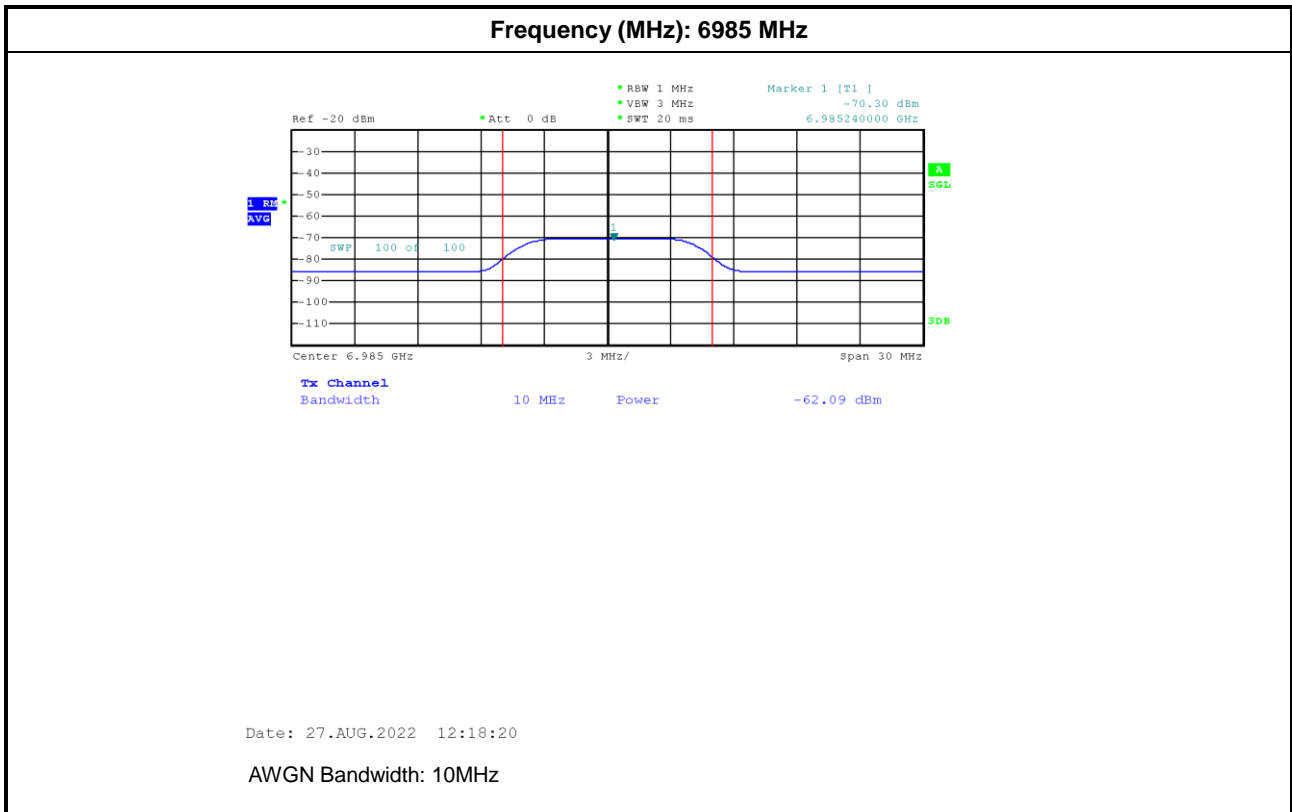 Frequency (MHz): 6985 MHz
* RBW 1 MHz Marker 1 [T1 ]
* VBW 3 MHz -70.30 dBm
Ref -20 dBm * Att 0 dB * SWT 20 ms 6.985240000 GHz
-30
-40
A
SGL
-50
1 RM *
AVG
-60
1
-70
SWP 100 of 100
-80
-90
-100
-110
3DB
Center 6.985 GHz 3 MHz/ Span 30 MHz
Tx Channel
Bandwidth 10 MHz Power -62.09 dBm
Date: 27.AUG.2022 12:18:20
AWGN Bandwidth: 10MHz